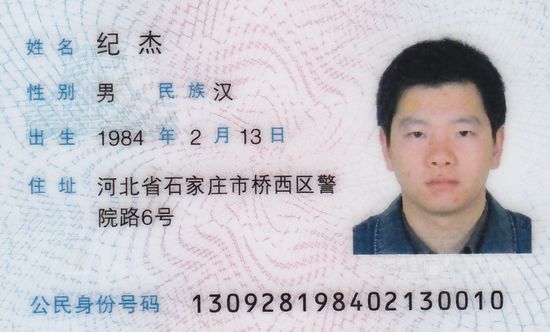 姓名 纪杰
性别 男 民族 汉
出生 1984 年 2 月 13 日
住址 河北省石家庄市桥西区警
院路6号
公民身份号码 130928198402130010